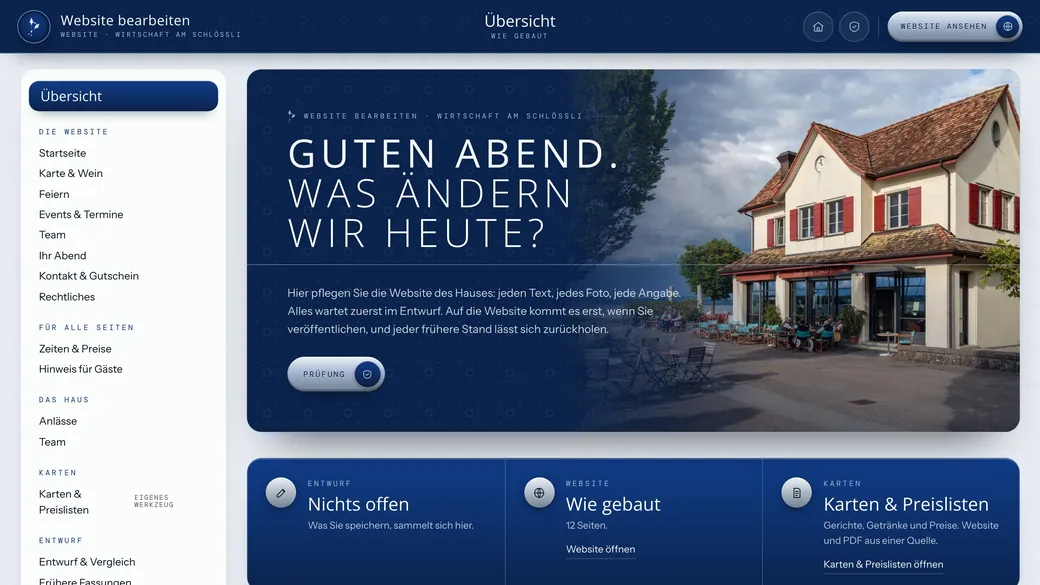 Website bearbeiten
WEBSITE · WIRTSCHAFT AM SCHLÖSSLI
Übersicht
WIE GEBAUT
WEBSITE ANSEHEN
Übersicht
DIE WEBSITE
Startseite
Karte & Wein
Feiern
Events & Termine
Team
Ihr Abend
Kontakt & Gutschein
Rechtliches
FÜR ALLE SEITEN
Zeiten & Preise
Hinweis für Gäste
DAS HAUS
Anlässe
Team
KARTEN
Karten &
Preislisten
EIGENES
WERKZEUG
ENTWURF
Entwurf & Vergleich
Frühere Fassungen
WEBSITE BEARBEITEN · WIRTSCHAFT AM SCHLÖSSLI
GUTEN ABEND.
WAS ÄNDERN
WIR HEUTE?
Hier pflegen Sie die Website des Hauses: jeden Text, jedes Foto, jede Angabe.
Alles wartet zuerst im Entwurf. Auf die Website kommt es erst, wenn Sie
veröffentlichen, und jeder frühere Stand lässt sich zurückholen.
PRÜFUNG
ENTWURF
Nichts offen
Was Sie speichern, sammelt sich hier.
WEBSITE
Wie gebaut
12 Seiten.
Website öffnen
KARTEN
Karten & Preislisten
Gerichte, Getränke und Preise. Website
und PDF aus einer Quelle.
Karten & Preislisten öffnen